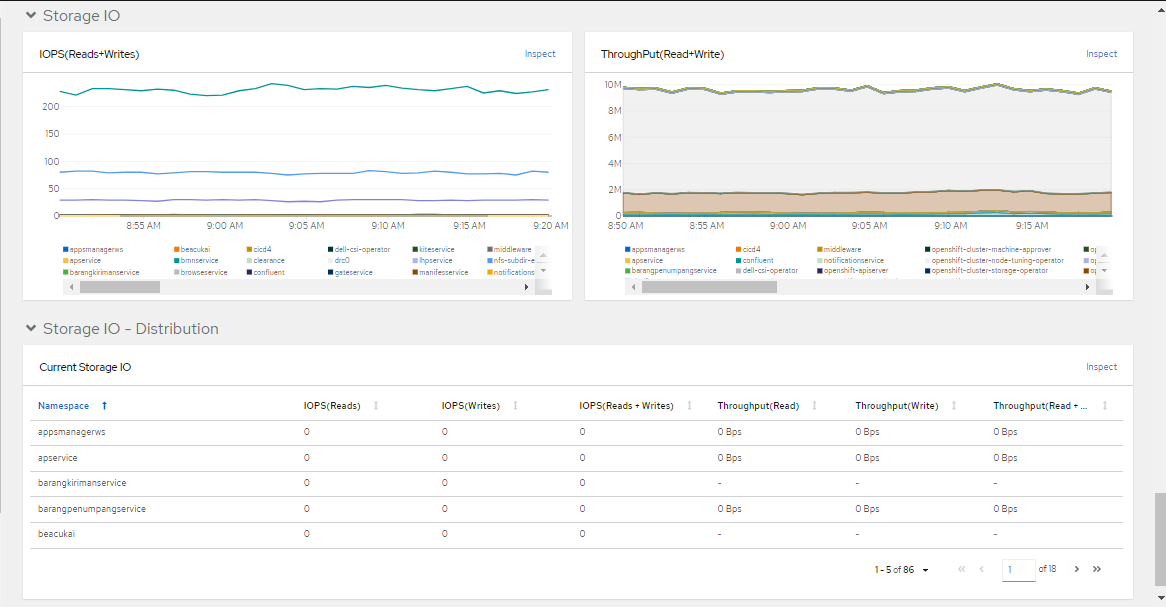 Storage IO
IOPS(Reads+Writes) Inspect
200
150
100
50
0
8:55 AM 9:00 AM 9:05 AM 9:10 AM 9:15 AM 9:20 AM
appsmanagerws beacukai cicd4 dell-csi-operator kiteservice middleware
apservice bmnservice clearance drc0 lhpservice nfs-subdir-e...
barangkirimanservice browseservice confluent gateservice manifesservice notifications
ThroughPut(Read+Write) Inspect
10M
8M
6M
4M
2M
0
8:50 AM 8:55 AM 9:00 AM 9:05 AM 9:10 AM 9:15 AM
appsmanagerws cicd4 middleware openshift-cluster-machine-approver
apservice confluent notificationservice openshift-cluster-node-tuning-operator
barangpenumpangservice dell-csi-operator openshift-apiserver openshift-cluster-storage-operator
Storage IO - Distribution
Current Storage IO Inspect
Namespace IOPS(Reads) IOPS(Writes) IOPS(Reads + Writes) Throughput(Read) Throughput(Write) Throughput(Read + ...
appsmanagerws 0 0 0 0 Bps 0 Bps 0 Bps
apservice 0 0 0 0 Bps 0 Bps 0 Bps
barangkirimanservice 0 0 0 - - -
barangpenumpangservice 0 0 0 0 Bps 0 Bps 0 Bps
beacukai 0 0 0 - - -
1 - 5 of 86 1 of 18